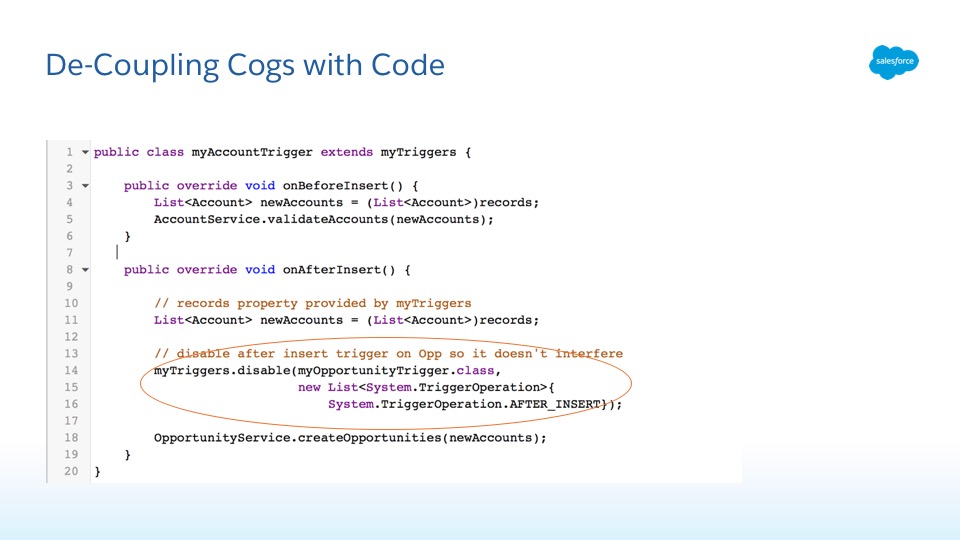 De-Coupling Cogs with Code
salesforce
1 public class myAccountTrigger extends myTriggers {
2
3     public override void onBeforeInsert() {
4         List<Account> newAccounts = (List<Account>)records;
5         AccountService.validateAccounts(newAccounts);
6     }
7
8     public override void onAfterInsert() {
9
10         // records property provided by myTriggers
11         List<Account> newAccounts = (List<Account>)records;
12
13         // disable after insert trigger on Opp so it doesn't interfere
14         myTriggers.disable(myOpportunityTrigger.class,
15                            new List<System.TriggerOperation>{
16                                System.TriggerOperation.AFTER_INSERT});
17
18         OpportunityService.createOpportunities(newAccounts);
19     }
20 }